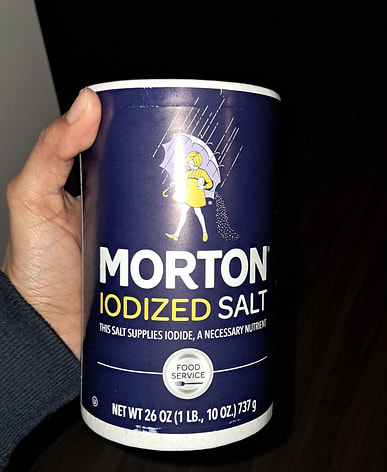 MORTON®
IODIZED SALT
THIS SALT SUPPLIES IODIDE, A NECESSARY NUTRIENT
FOOD
SERVICE
NET WT 26 OZ (1 LB., 10 OZ.) 737 g